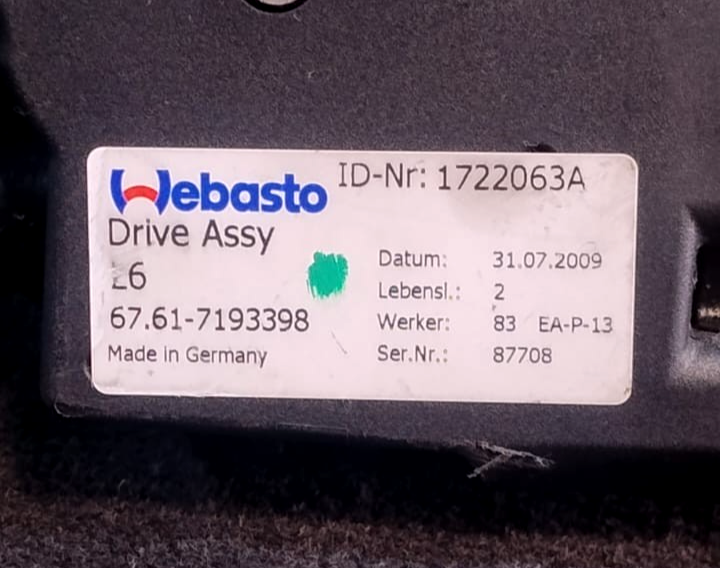 Webasto
ID-Nr: 1722063A
Drive Assy
L6
67.61-7193398
Made in Germany
Datum: 31.07.2009
Lebensl.: 2
Werker: 83 EA-P-13
Ser.Nr.: 87708